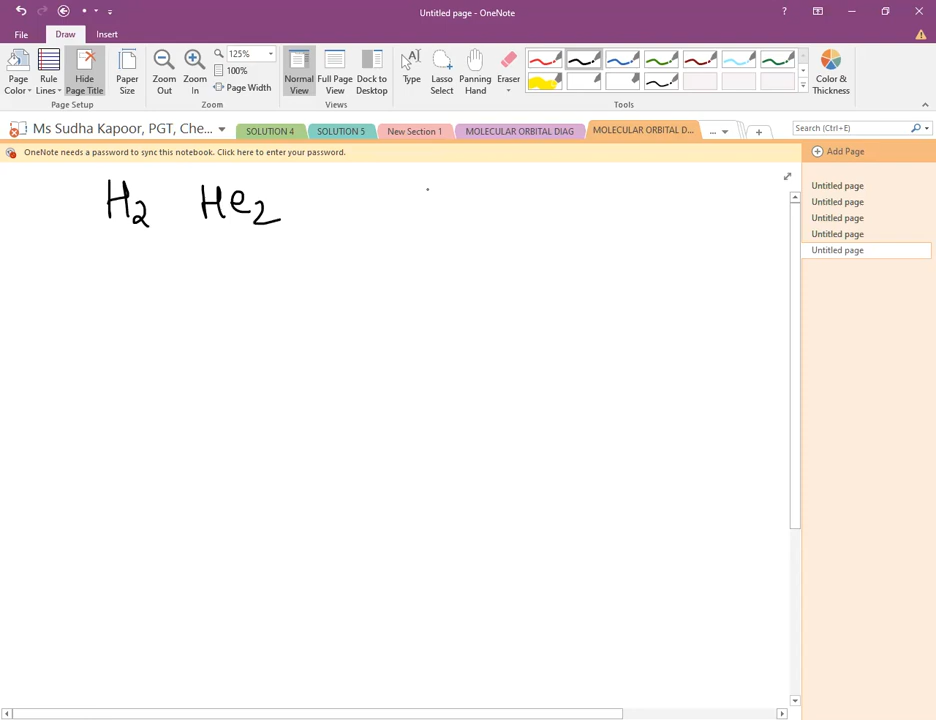 Untitled page - OneNote
?
File Draw Insert
125%
100%
Page Width
Page Color Rule Lines Hide Page Title Paper Size Zoom Out Zoom In Normal View Full Page View Dock to Desktop Type Lasso Select Panning Hand Eraser Color & Thickness
Page Setup Zoom Views Tools
Ms Sudha Kapoor, PGT, Che... SOLUTION 4 SOLUTION 5 New Section 1 MOLECULAR ORBITAL DIAG MOLECULAR ORBITAL D... ... Search (Ctrl+E)
OneNote needs a password to sync this notebook. Click here to enter your password.
Add Page
Untitled page
Untitled page
Untitled page
Untitled page
Untitled page
H2 He2